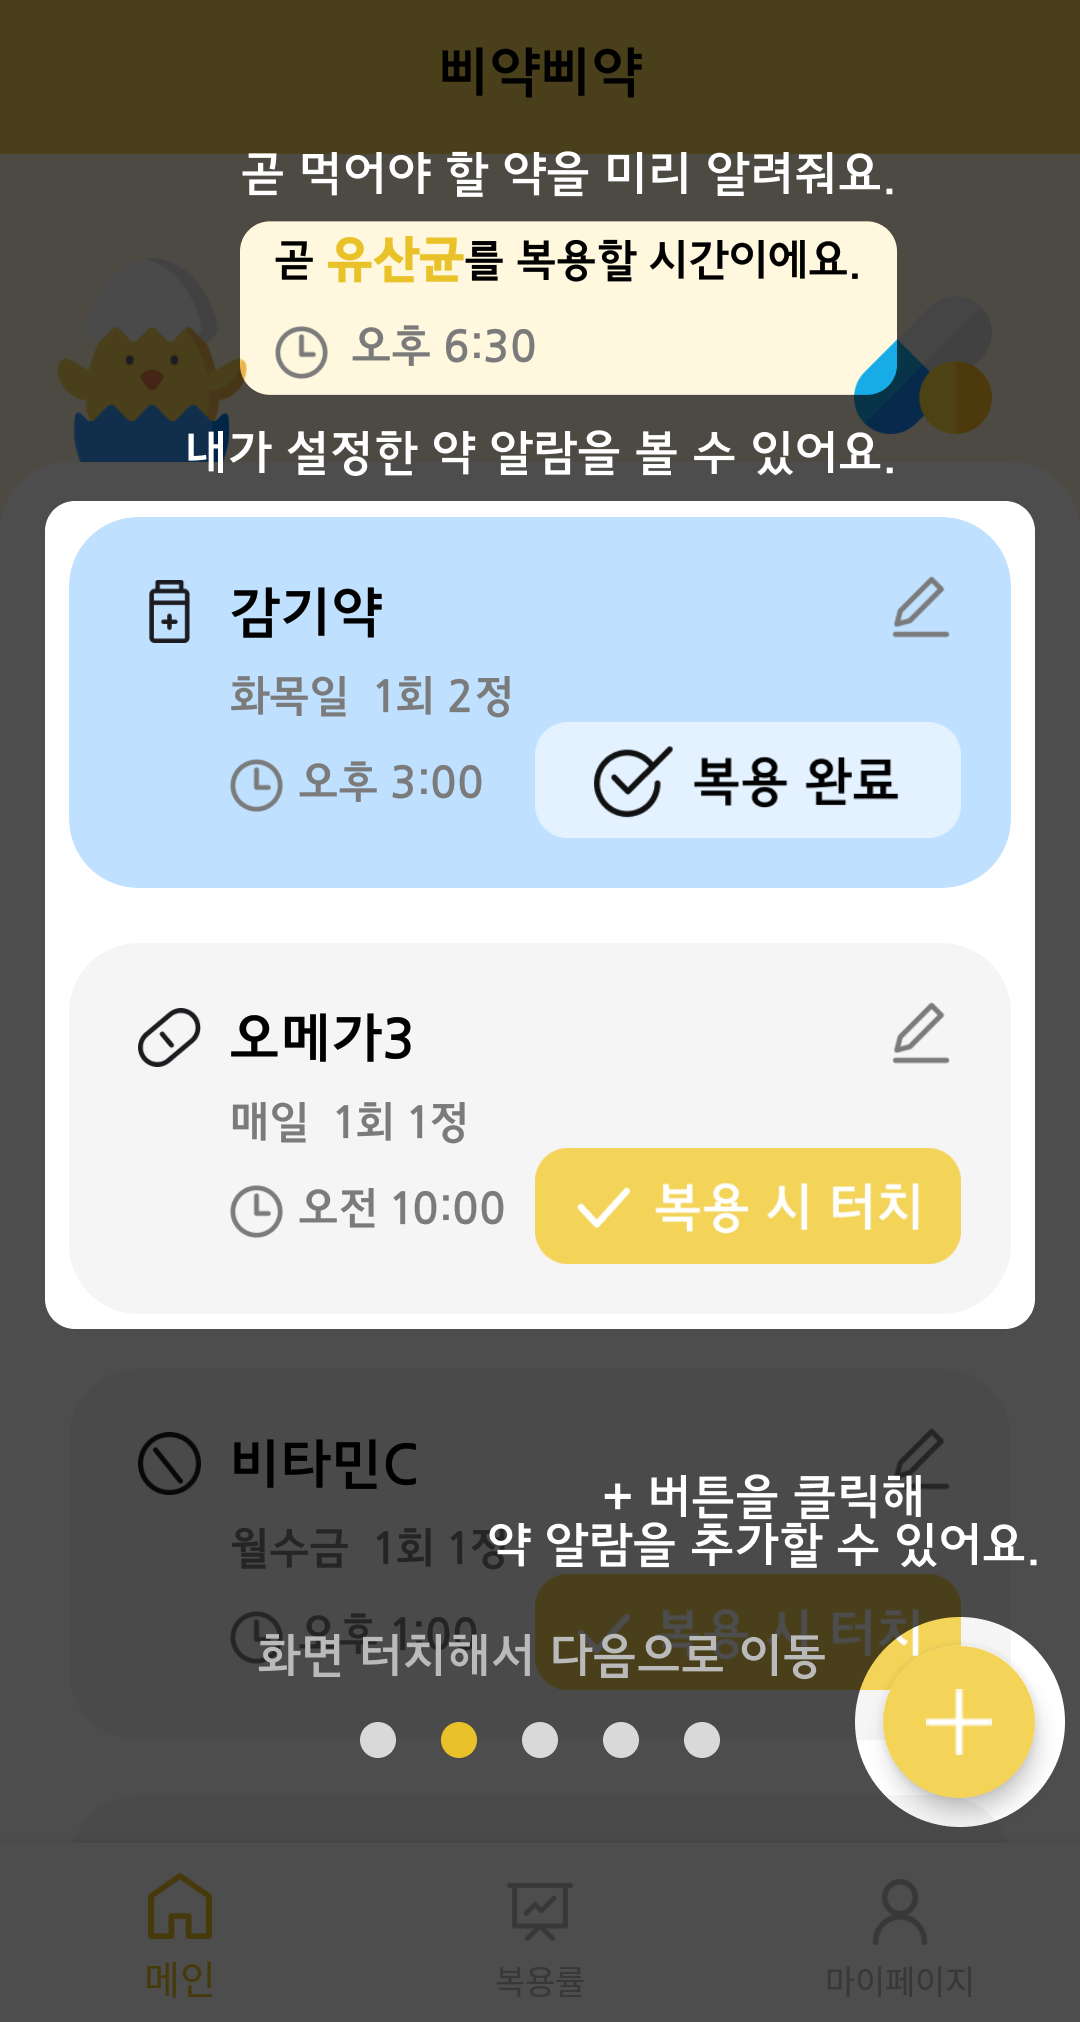 삐약삐약
곧 먹어야 할 약을 미리 알려줘요.
곧 유산균를 복용할 시간이에요.
오후 6:30
내가 설정한 약 알람을 볼 수 있어요.
감기약
화목일 1회 2정
오후 3:00
복용 완료
오메가3
매일 1회 1정
오전 10:00
복용 시 터치
비타민C
+ 버튼을 클릭해
약 알람을 추가할 수 있어요.
월수금 1회 1정
오후 1:00
복용 시 터치
화면 터치해서 다음으로 이동
메인
복용률
마이페이지